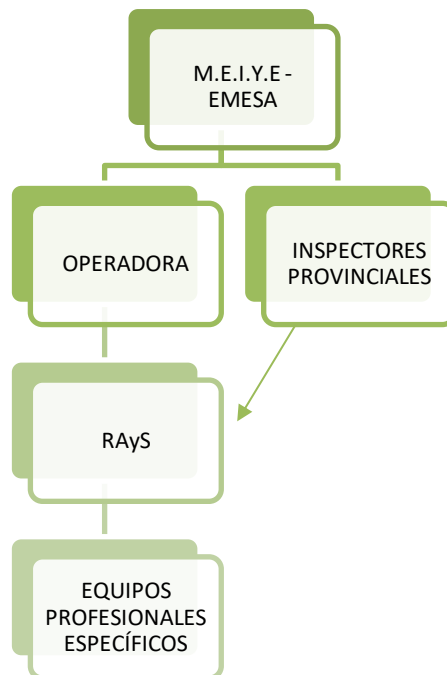 M.E.I.Y.E -
EMESA
OPERADORA
INSPECTORES
PROVINCIALES
RAyS
EQUIPOS
PROFESIONALES
ESPECÍFICOS